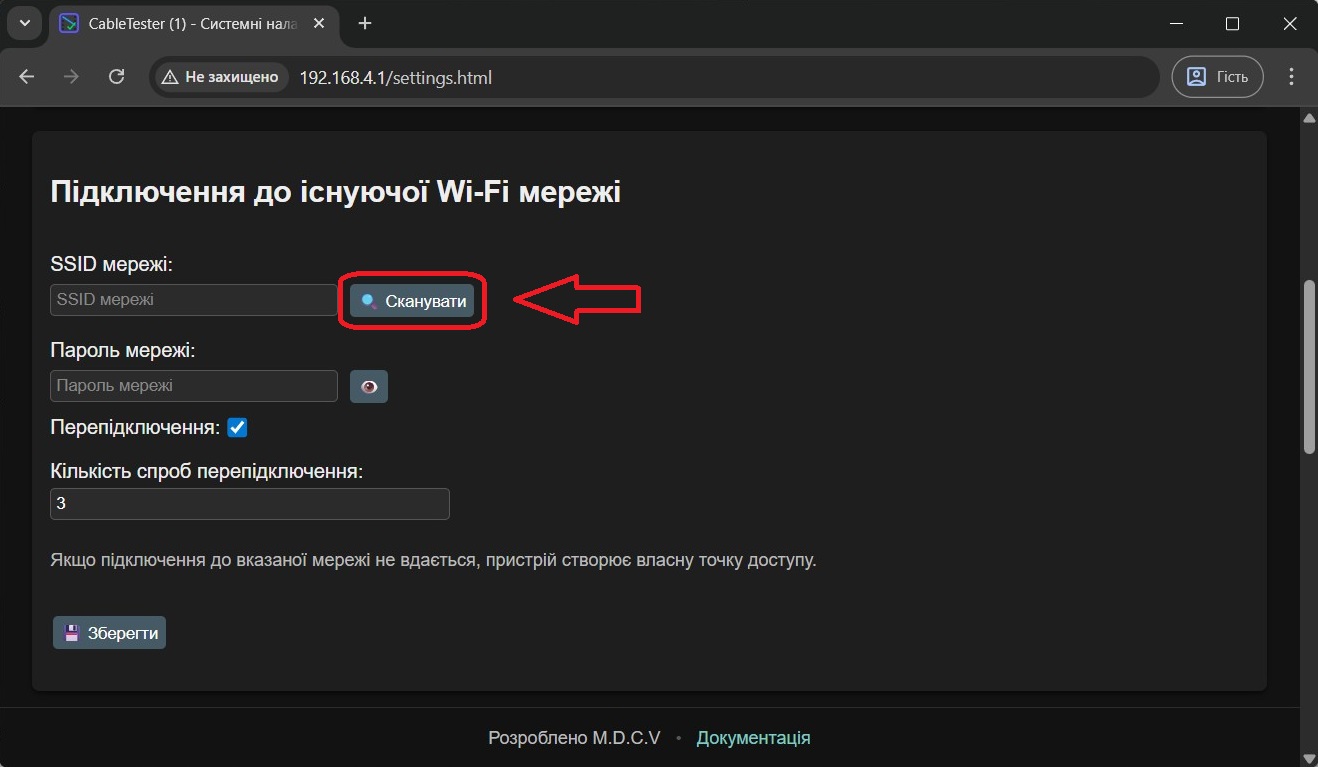 CableTester (1) - Системні нала
Не захищено 192.168.4.1/settings.html Гість
Підключення до існуючої Wi-Fi мережі
SSID мережі:
SSID мережі Сканувати
Пароль мережі:
Пароль мережі
Перепідключення:
Кількість спроб перепідключення:
3
Якщо підключення до вказаної мережі не вдається, пристрій створює власну точку доступу.
Зберегти
Розроблено M.D.C.V • Документація